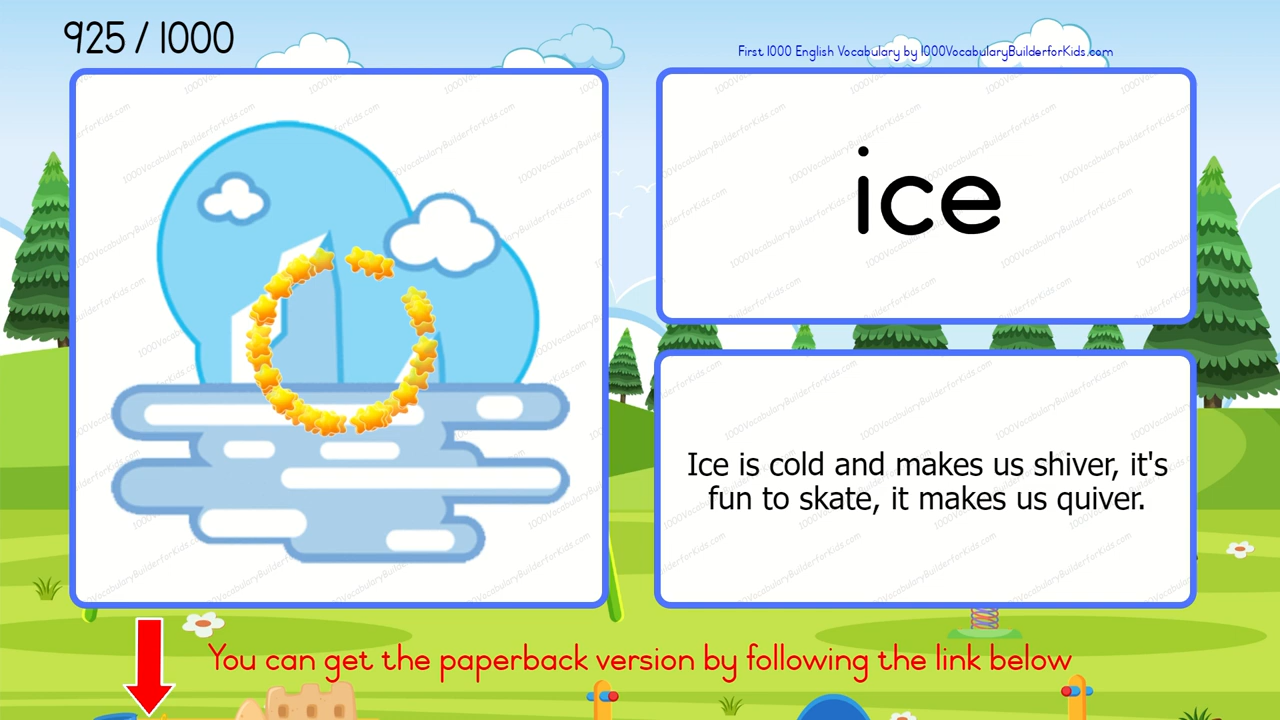 925 / 1000
First 1000 English Vocabulary by 1000VocabularyBuilderforKids.com
ice
Ice is cold and makes us shiver, it's
fun to skate, it makes us quiver.
You can get the paperback version by following the link below